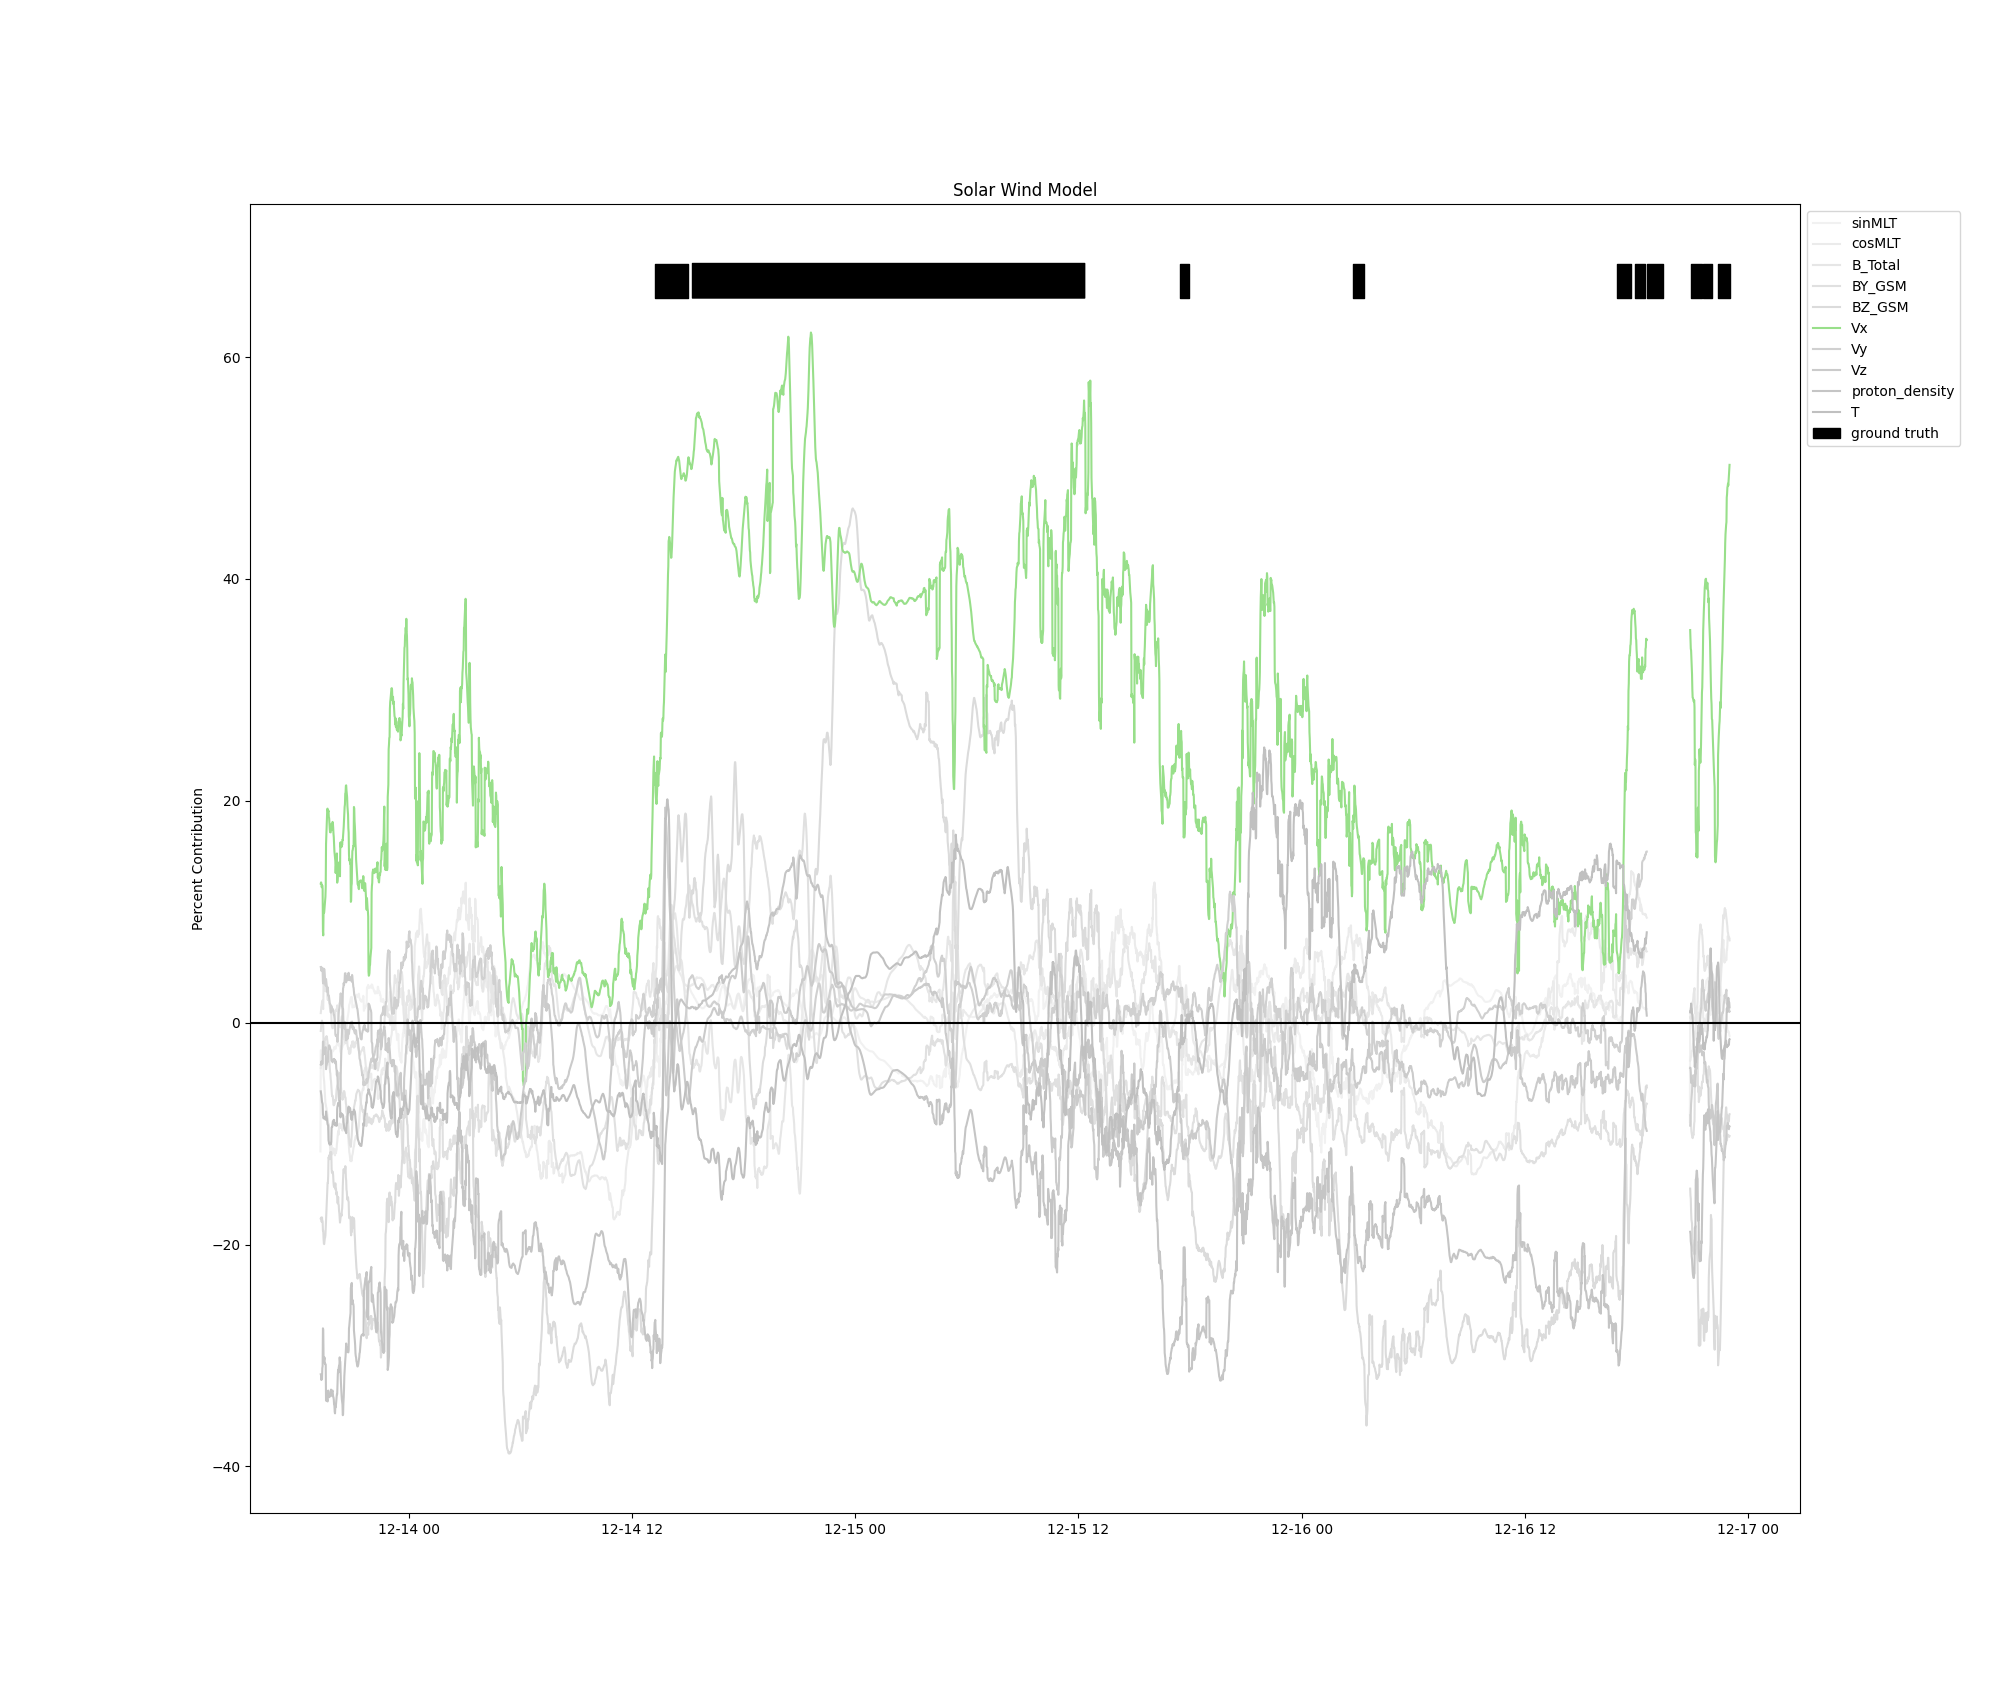 Solar Wind Model
sinMLT
cosMLT
B_Total
BY_GSM
BZ_GSM
Vx
Vy
Vz
proton_density
T
ground truth
Percent Contribution
60
40
20
0
−20
−40
12-14 00
12-14 12
12-15 00
12-15 12
12-16 00
12-16 12
12-17 00